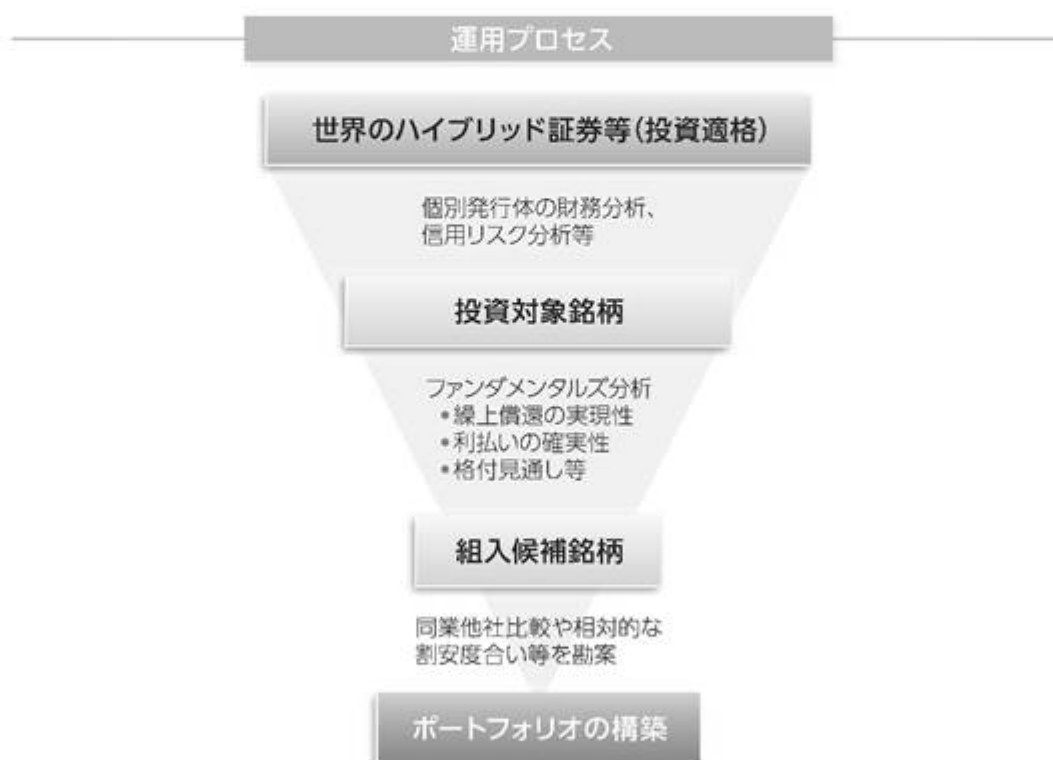 運用プロセス
世界のハイブリッド証券等(投資適格)
個別発行体の財務分析、
信用リスク分析等
投資対象銘柄
ファンダメンタルズ分析
•繰上償還の実現性
•利払いの確実性
•格付見通し等
組入候補銘柄
同業他社比較や相対的な
割安度合い等を勘案
ポートフォリオの構築